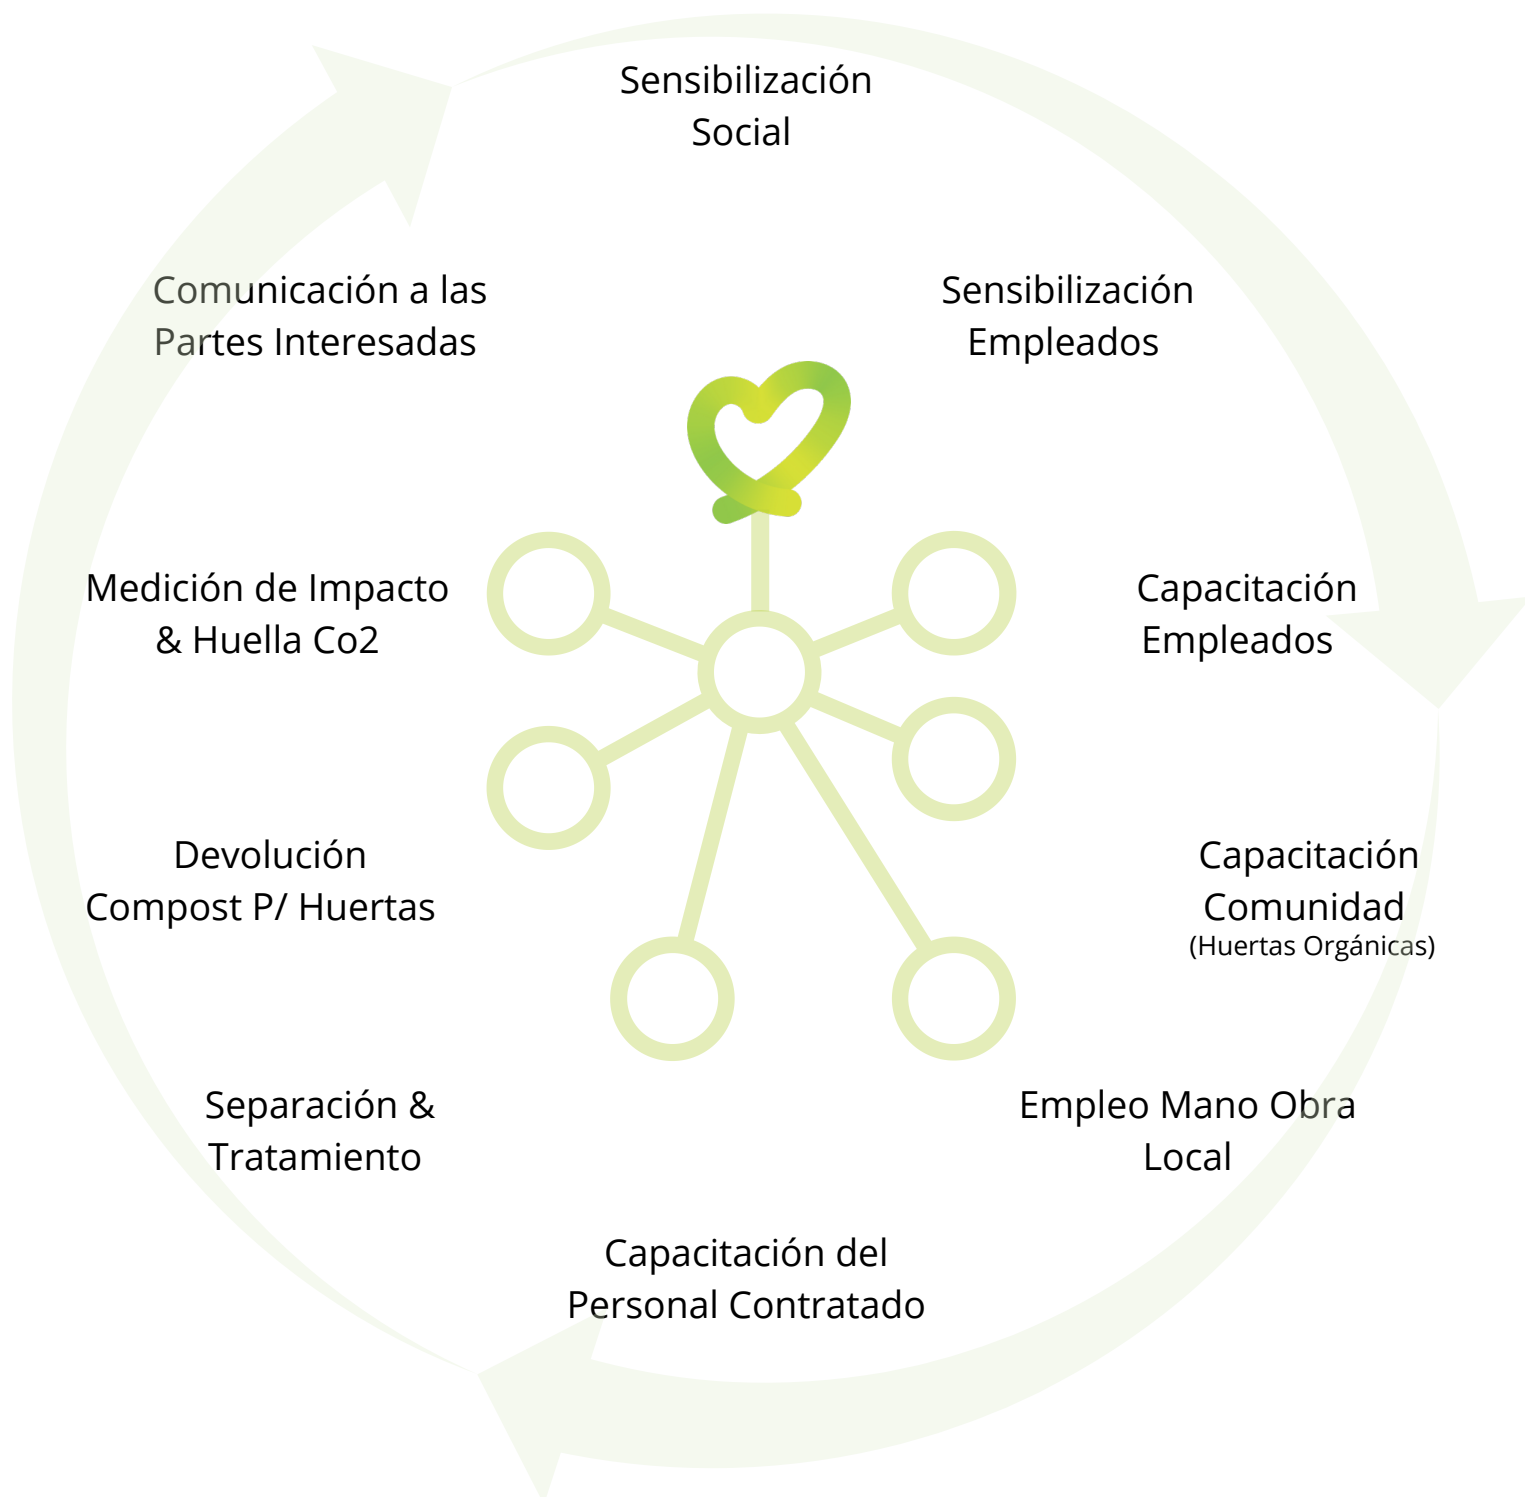 Sensibilización
Social
Sensibilización
Empleados
Capacitación
Empleados
Capacitación
Comunidad
(Huertas Orgánicas)
Empleo Mano Obra
Local
Capacitación del
Personal Contratado
Separación &
Tratamiento
Devolución
Compost P/ Huertas
Medición de Impacto
& Huella Co2
Comunicación a las
Partes Interesadas